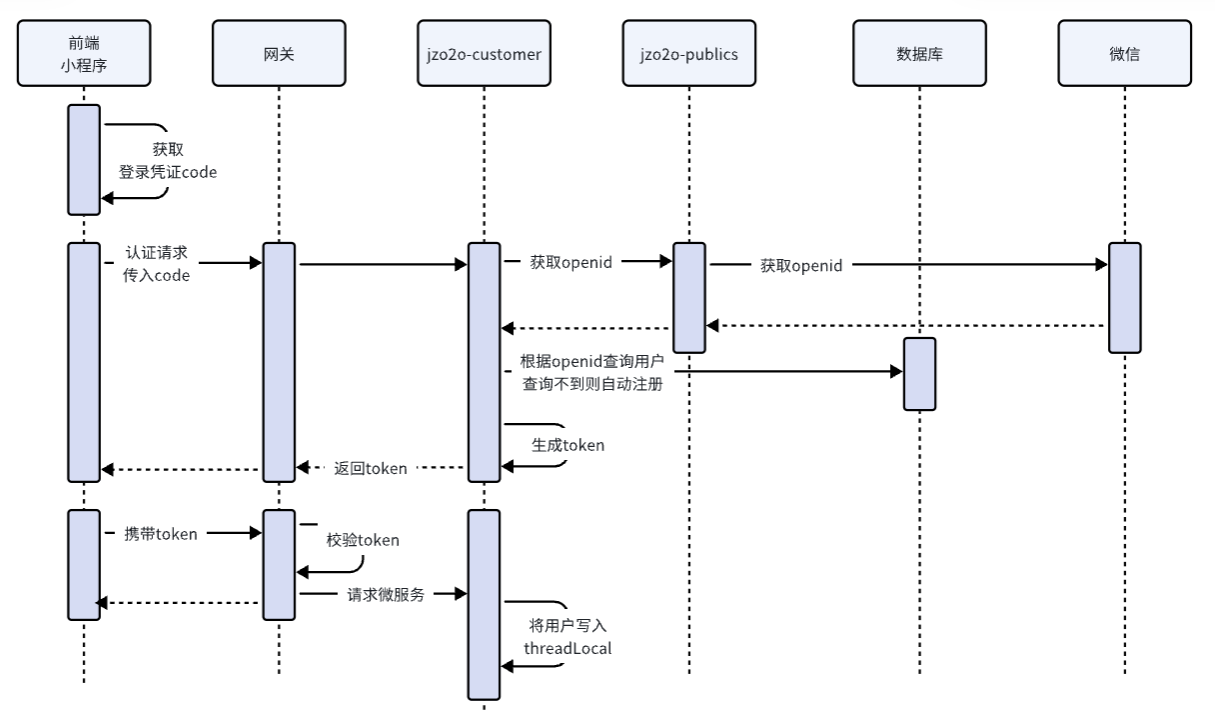 前端
小程序
网关
jzo2o-customer
jzo2o-publics
数据库
微信
获取
登录凭证code
认证请求
传入code
获取openid
获取openid
根据openid查询用户
查询不到则自动注册
生成token
返回token
携带token
校验token
请求微服务
将用户写入
threadLocal